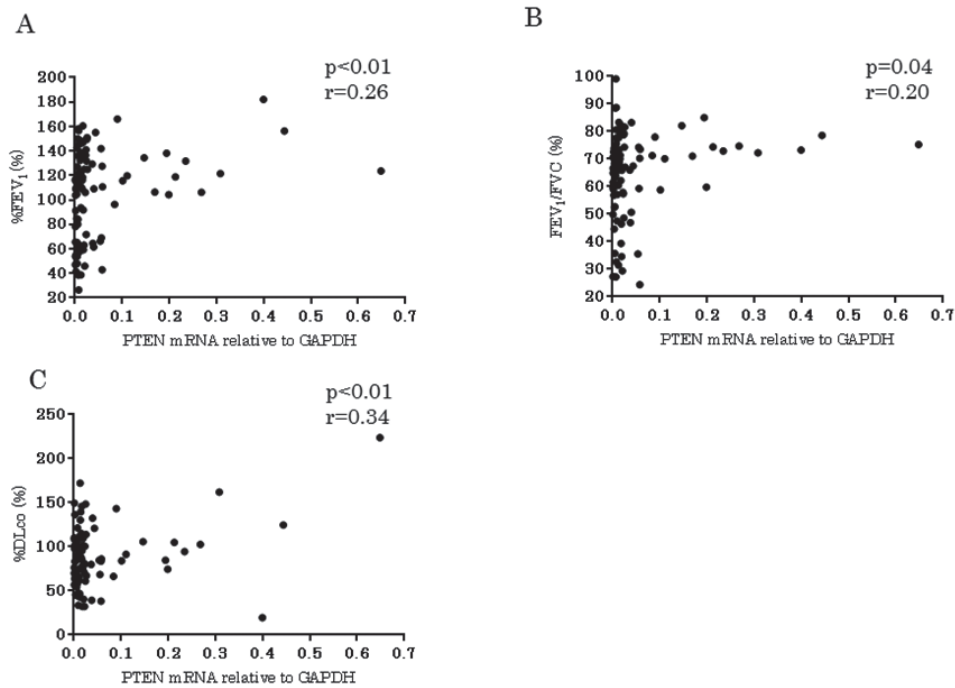 A
p<0.01
r=0.26
200
180
160
140
120
100
80
60
40
20
%FEV1 (%)
0.0 0.1 0.2 0.3 0.4 0.5 0.6 0.7
PTEN mRNA relative to GAPDH
B
p=0.04
r=0.20
100
90
80
70
60
50
40
30
20
FEV1/FVC (%)
0.0 0.1 0.2 0.3 0.4 0.5 0.6 0.7
PTEN mRNA relative to GAPDH
C
p<0.01
r=0.34
250
200
150
100
50
0
%DLco (%)
0.0 0.1 0.2 0.3 0.4 0.5 0.6 0.7
PTEN mRNA relative to GAPDH